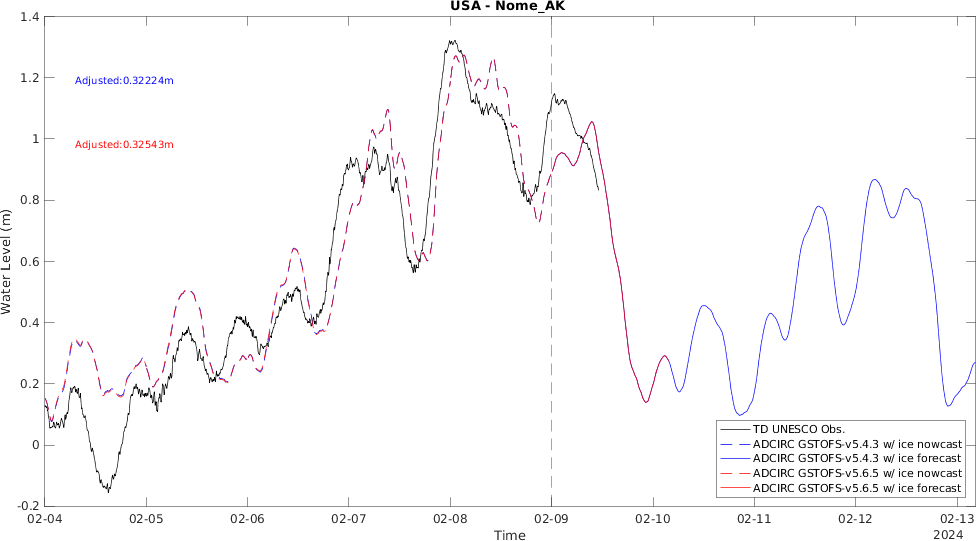 USA - Nome_AK
1.4
1.2
1
0.8
0.6
0.4
0.2
0
-0.2
Water Level (m)
Adjusted:0.32224m
Adjusted:0.32543m
TD UNESCO Obs.
ADCIRC GSTOFS-v5.4.3 w/ ice nowcast
ADCIRC GSTOFS-v5.4.3 w/ ice forecast
ADCIRC GSTOFS-v5.6.5 w/ ice nowcast
ADCIRC GSTOFS-v5.6.5 w/ ice forecast
02-04 02-05 02-06 02-07 02-08 02-09 02-10 02-11 02-12 02-13
Time
2024